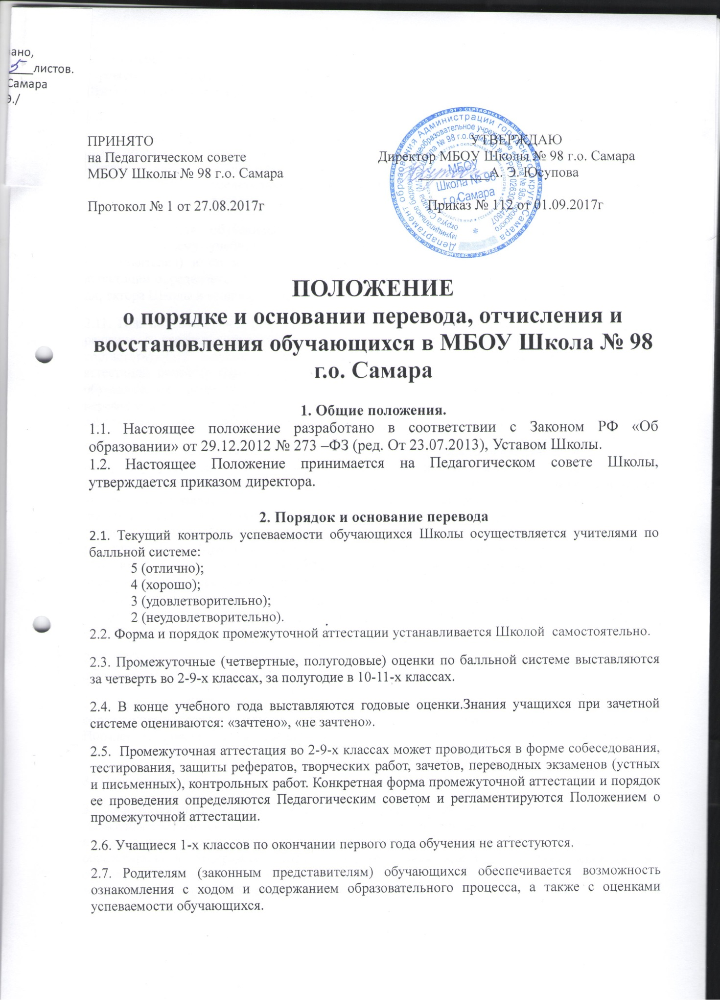 5 листов.
Самара
ПРИНЯТО
на Педагогическом совете
МБОУ Школы № 98 г.о. Самара
Протокол № 1 от 27.08.2017г
УТВЕРЖДАЮ
Директор МБОУ Школы № 98 г.о. Самара
А. Э. Юсупова
Приказ № 112 от 01.09.2017г
Департамент образования Администрации городского округа Самара
МБОУ
Школа № 98
г.о.Самара
ПОЛОЖЕНИЕ
о порядке и основании перевода, отчисления и
восстановления обучающихся в МБОУ Школа № 98
г.о. Самара
1. Общие положения.
1.1. Настоящее положение разработано в соответствии с Законом РФ «Об
образовании» от 29.12.2012 № 273 –ФЗ (ред. От 23.07.2013), Уставом Школы.
1.2. Настоящее Положение принимается на Педагогическом совете Школы,
утверждается приказом директора.
2. Порядок и основание перевода
2.1. Текущий контроль успеваемости обучающихся Школы осуществляется учителями по
балльной системе:
5 (отлично);
4 (хорошо);
3 (удовлетворительно);
2 (неудовлетворительно).
2.2. Форма и порядок промежуточной аттестации устанавливается Школой самостоятельно.
2.3. Промежуточные (четвертные, полугодовые) оценки по балльной системе выставляются
за четверть во 2-9-х классах, за полугодие в 10-11-х классах.
2.4. В конце учебного года выставляются годовые оценки.Знания учащихся при зачетной
системе оцениваются: «зачтено», «не зачтено».
2.5. Промежуточная аттестация во 2-9-х классах может проводиться в форме собеседования,
тестирования, защиты рефератов, творческих работ, зачетов, переводных экзаменов (устных
и письменных), контрольных работ. Конкретная форма промежуточной аттестации и порядок
ее проведения определяются Педагогическим советом и регламентируются Положением о
промежуточной аттестации.
2.6. Учащиеся 1-х классов по окончании первого года обучения не аттестуются.
2.7. Родителям (законным представителям) обучающихся обеспечивается возможность
ознакомления с ходом и содержанием образовательного процесса, а также с оценками
успеваемости обучающихся.